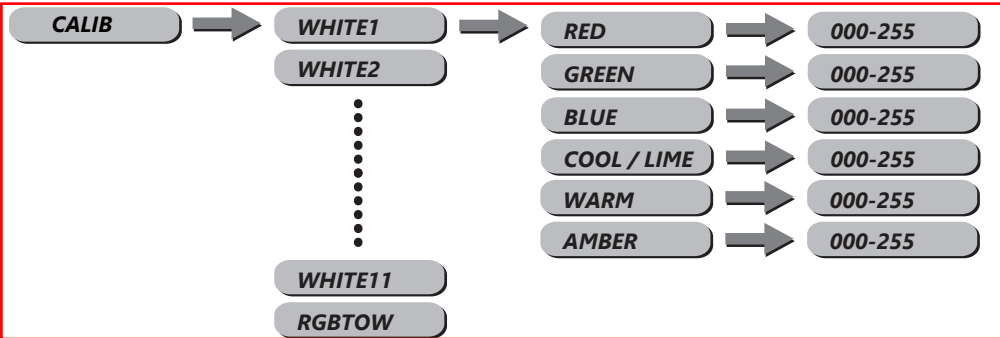 CALIB WHITE1 RED 000-255
WHITE2 GREEN 000-255
BLUE 000-255
COOL / LIME 000-255
WARM 000-255
AMBER 000-255
WHITE11
RGBTOW